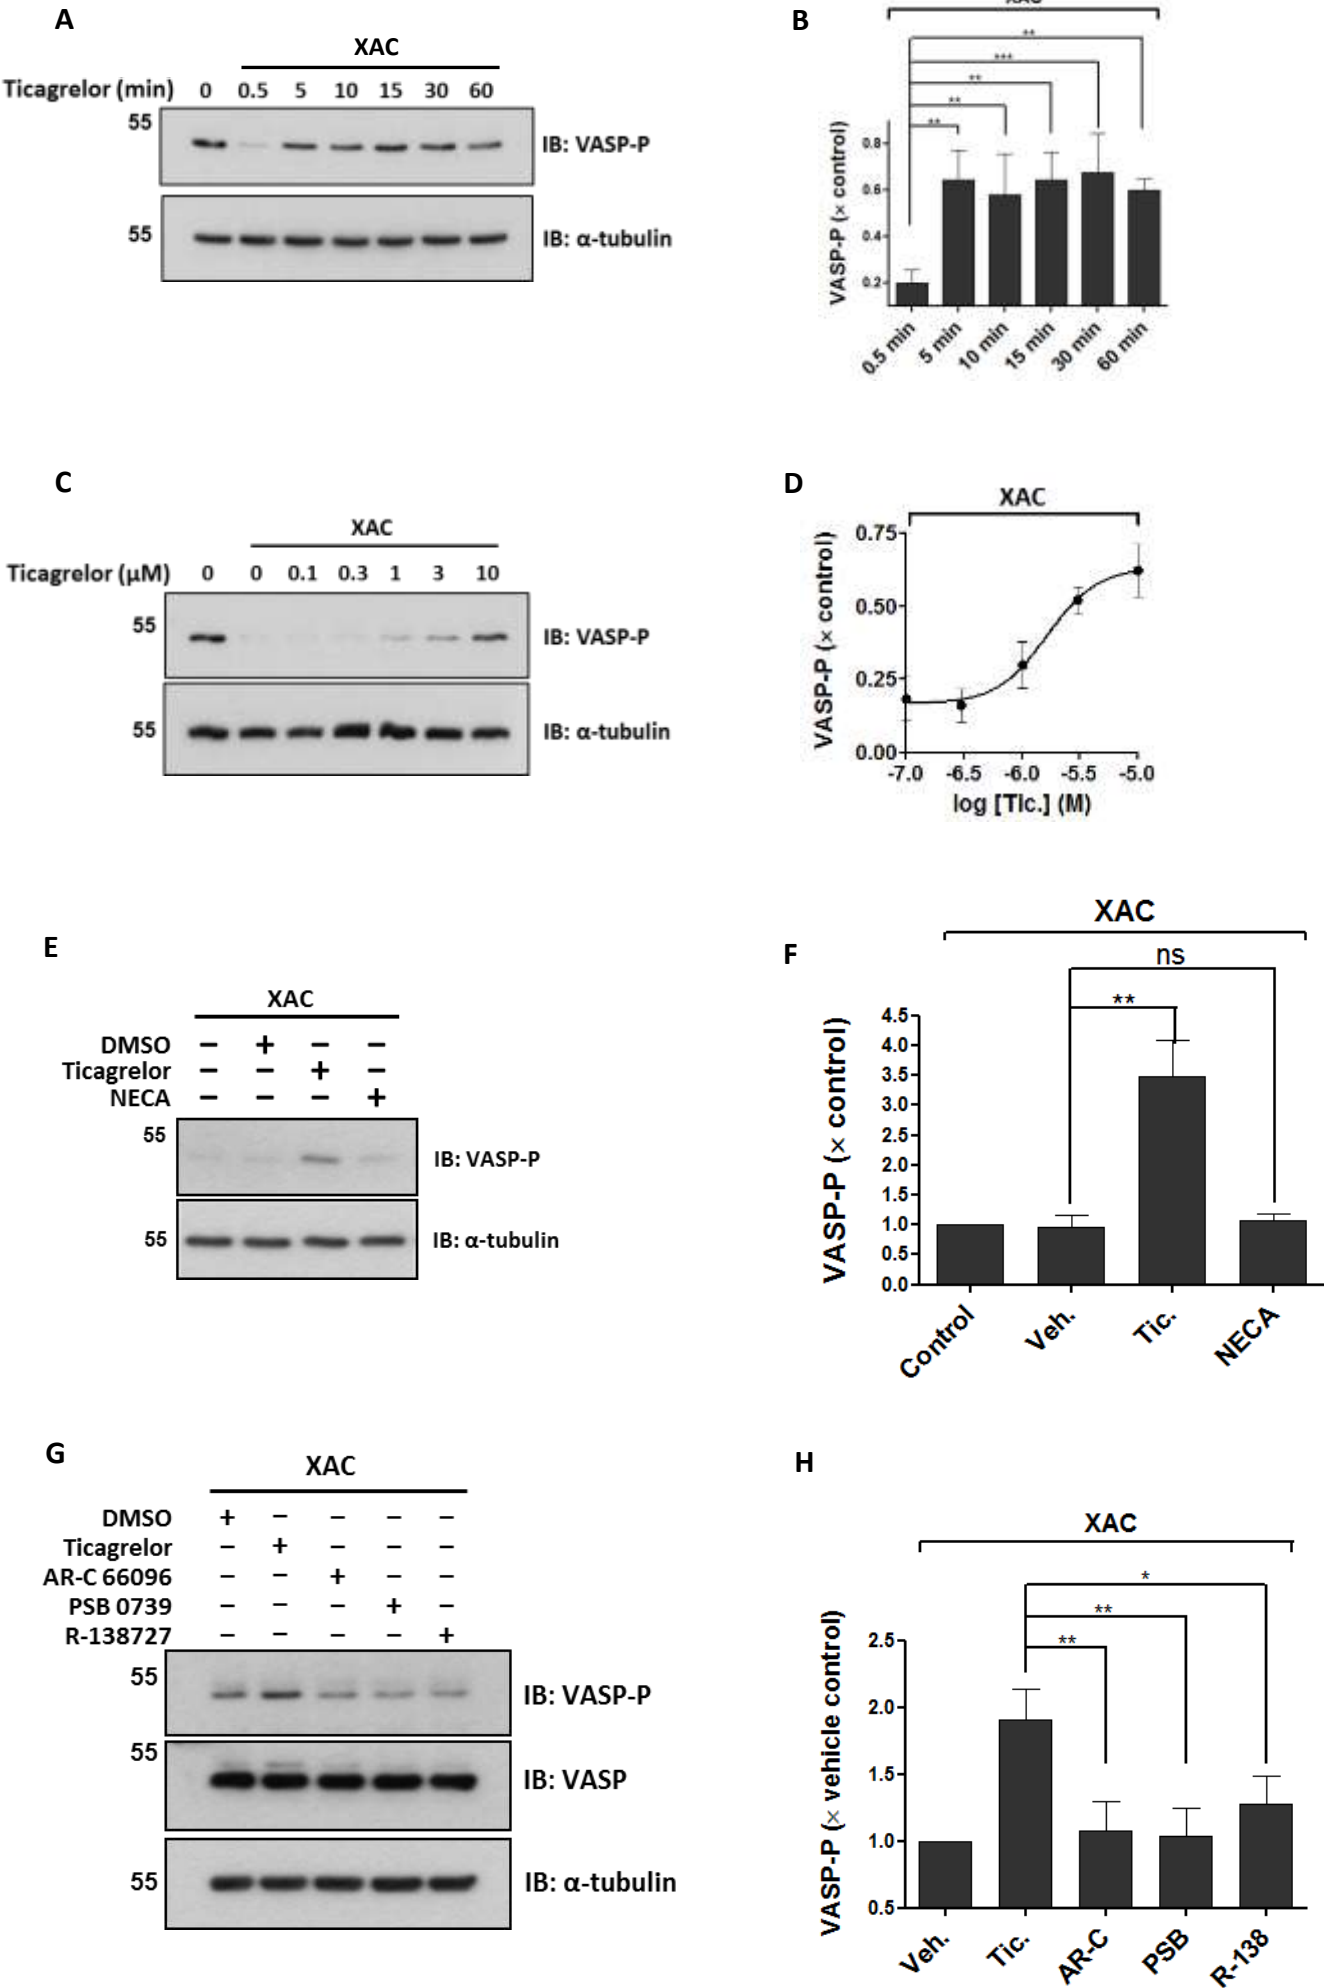 A
XAC
Ticagrelor (min) 0 0.5 5 10 15 30 60
55
IB: VASP-P
55
IB: α-tubulin
B
XAC
**
***
**
**
**
VASP-P (× control)
0.8
0.6
0.4
0.2
0.5 min 5 min 10 min 15 min 30 min 60 min
C
XAC
Ticagrelor (μM) 0 0 0.1 0.3 1 3 10
55
IB: VASP-P
55
IB: α-tubulin
D
XAC
VASP-P (× control)
0.75
0.50
0.25
0.00
-7.0 -6.5 -6.0 -5.5 -5.0
log [Tic.] (M)
E
XAC
DMSO − + − −
Ticagrelor − − + −
NECA − − − +
55
IB: VASP-P
55
IB: α-tubulin
F
XAC
ns
**
VASP-P (× control)
4.5
4.0
3.5
3.0
2.5
2.0
1.5
1.0
0.5
0.0
Control Veh. Tic. NECA
G
XAC
DMSO + − − − −
Ticagrelor − + − − −
AR-C 66096 − − + − −
PSB 0739 − − − + −
R-138727 − − − − +
55
IB: VASP-P
55
IB: VASP
55
IB: α-tubulin
H
XAC
*
**
**
VASP-P (× vehicle control)
2.5
2.0
1.5
1.0
0.5
Veh. Tic. AR-C PSB R-138